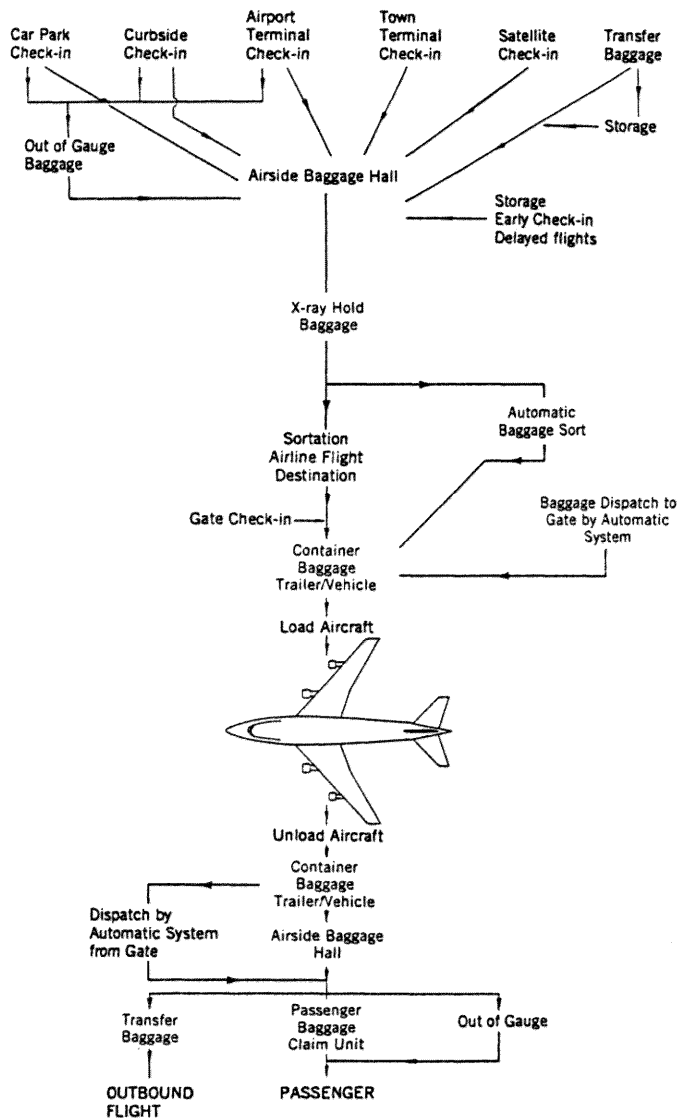 Car Park
Check-in
Curbside
Check-in
Airport
Terminal
Check-in
Town
Terminal
Check-in
Satellite
Check-in
Transfer
Baggage
Out of Gauge
Baggage
Storage
Airside Baggage Hall
Storage
Early Check-in
Delayed flights
X-ray Hold
Baggage
Automatic
Baggage Sort
Sortation
Airline Flight
Destination
Gate Check-in
Baggage Dispatch to
Gate by Automatic
System
Container
Baggage
Trailer/Vehicle
Load Aircraft
Unload Aircraft
Container
Baggage
Trailer/Vehicle
Dispatch by
Automatic System
from Gate
Airside Baggage
Hall
Transfer
Baggage
Passenger
Baggage
Claim Unit
Out of Gauge
OUTBOUND
FLIGHT
PASSENGER